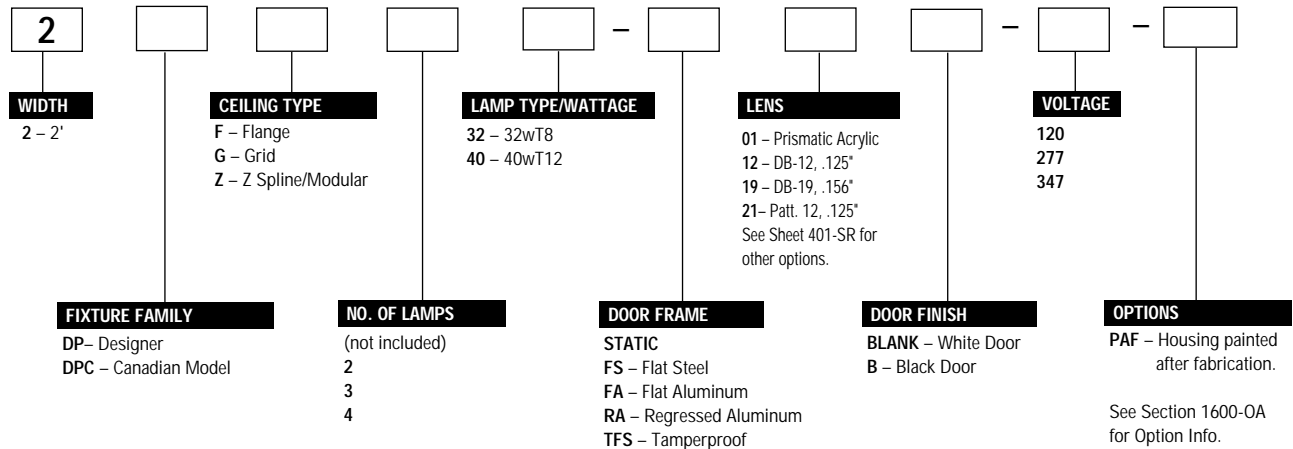 2 – – –
WIDTH
2 – 2'
CEILING TYPE
F – Flange
G – Grid
Z – Z Spline/Modular
LAMP TYPE/WATTAGE
32 – 32wT8
40 – 40wT12
LENS
01 – Prismatic Acrylic
12 – DB-12, .125"
19 – DB-19, .156"
21– Patt. 12, .125"
See Sheet 401-SR for
other options.
VOLTAGE
120
277
347
FIXTURE FAMILY
DP– Designer
DPC – Canadian Model
NO. OF LAMPS
(not included)
2
3
4
DOOR FRAME
STATIC
FS – Flat Steel
FA – Flat Aluminum
RA – Regressed Aluminum
TFS – Tamperproof
DOOR FINISH
BLANK – White Door
B – Black Door
OPTIONS
PAF – Housing painted
after fabrication.
See Section 1600-OA
for Option Info.